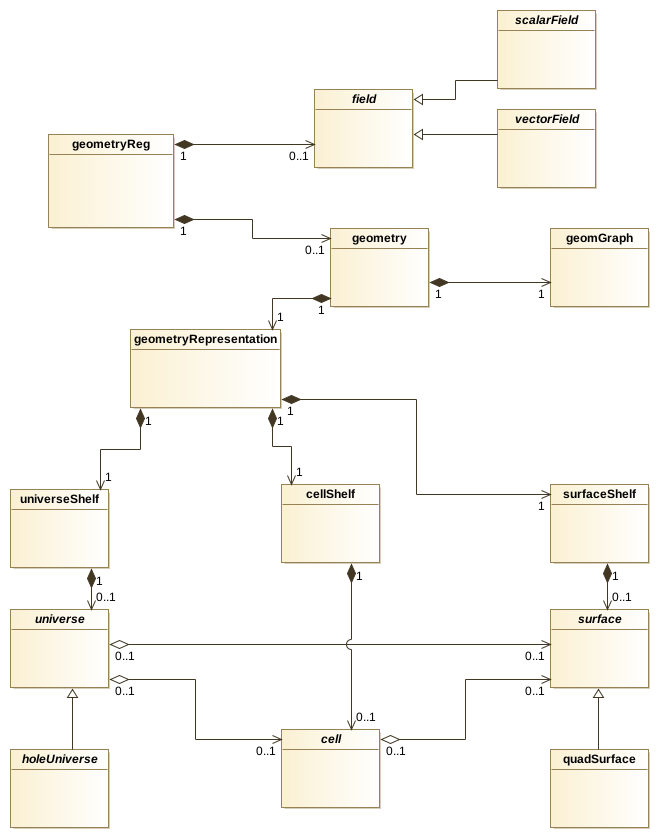 scalarField
field
vectorField
geometryReg
1
0..1
1
0..1
geometry
geomGraph
1
1
1
1
geometryRepresentation
1
1
1
1
1
1
universeShelf
cellShelf
surfaceShelf
1
0..1
1
1
0..1
universe
surface
0..1
0..1
0..1
0..1
0..1
0..1
0..1
cell
holeUniverse
quadSurface